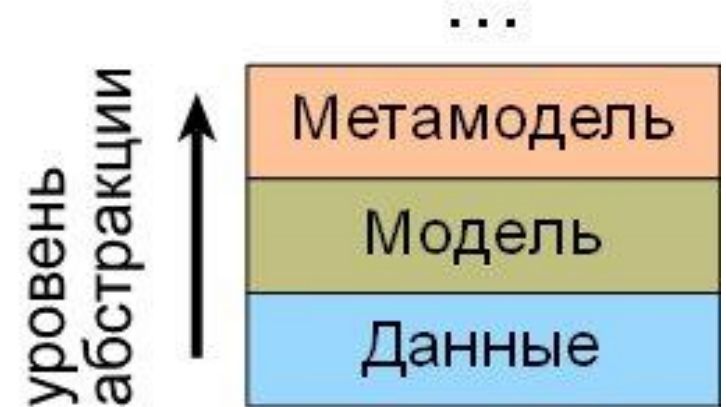 ...
Метамодель
Модель
Данные
уровень
абстракции